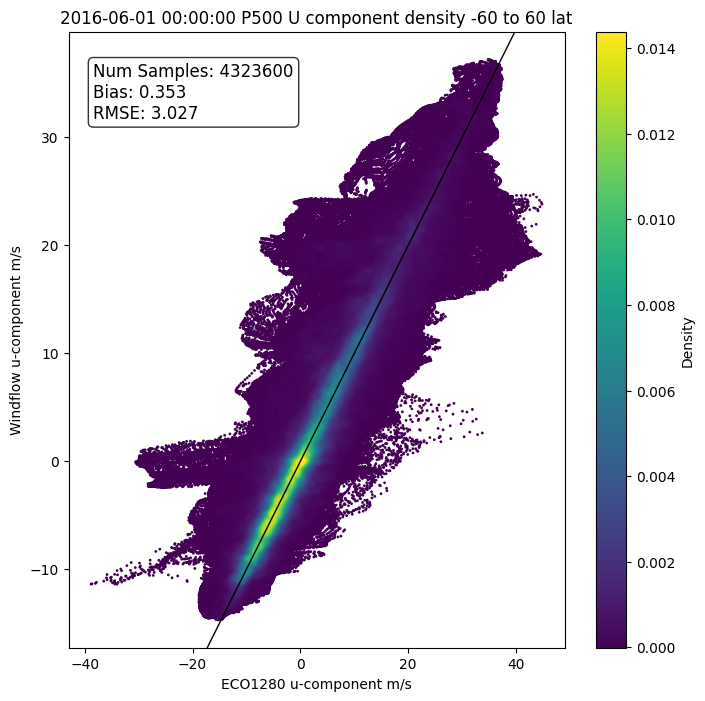 2016-06-01 00:00:00 P500 U component density -60 to 60 lat
Num Samples: 4323600
Bias: 0.353
RMSE: 3.027
Windflow u-component m/s
30
20
10
0
−10
−40
−20
0
20
40
ECO1280 u-component m/s
0.014
0.012
0.010
0.008
0.006
0.004
0.002
0.000
Density